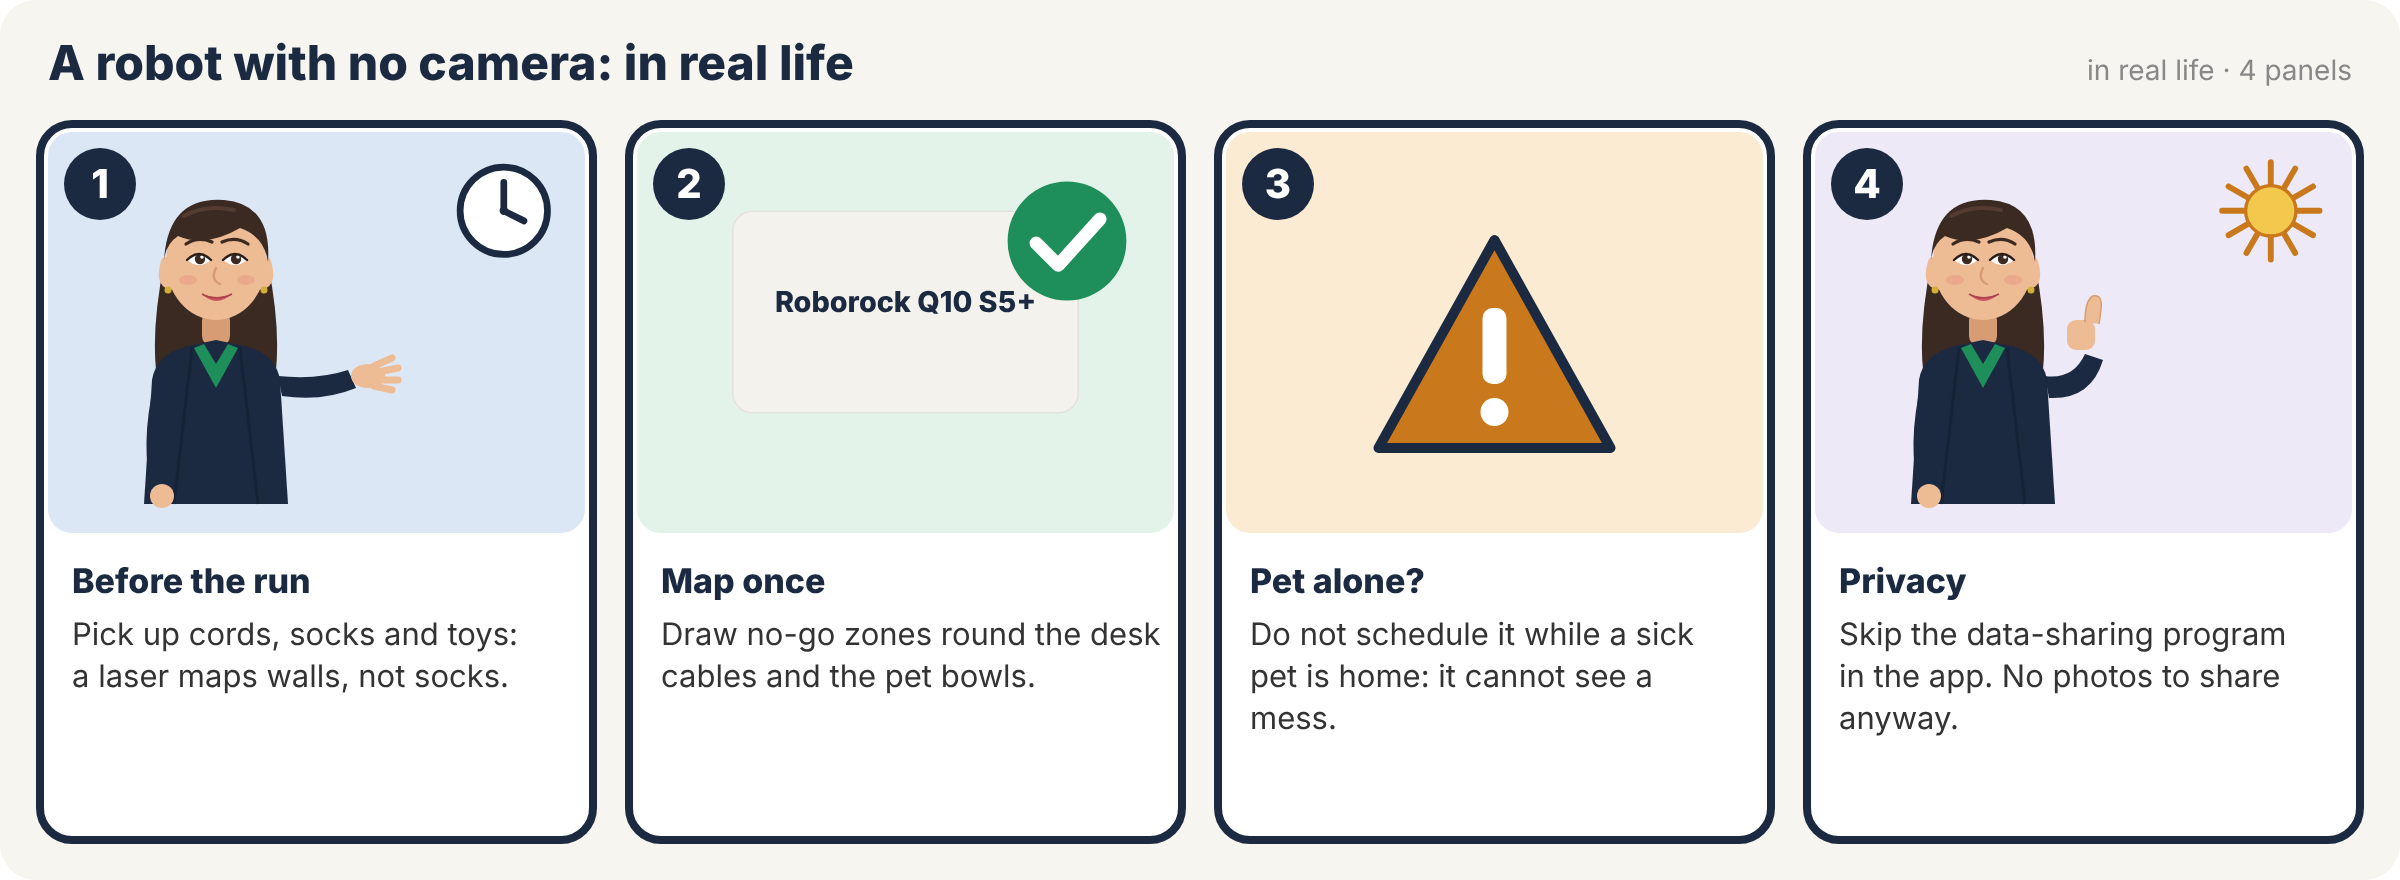 A robot with no camera: in real life
in real life · 4 panels
1
Before the run
Pick up cords, socks and toys:
a laser maps walls, not socks.
2
Roborock Q10 S5+
Map once
Draw no-go zones round the desk
cables and the pet bowls.
3
Pet alone?
Do not schedule it while a sick
pet is home: it cannot see a
mess.
4
Privacy
Skip the data-sharing program
in the app. No photos to share
anyway.